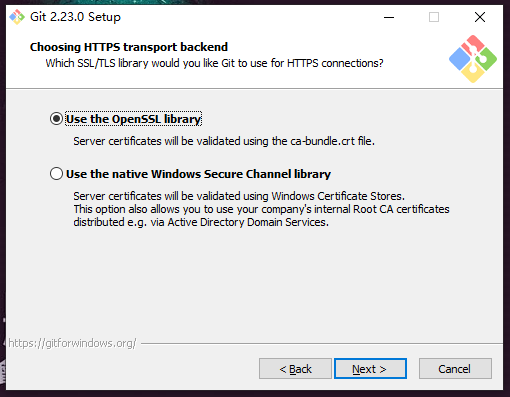 Git 2.23.0 Setup
Choosing HTTPS transport backend
Which SSL/TLS library would you like Git to use for HTTPS connections?
Use the OpenSSL library
Server certificates will be validated using the ca-bundle.crt file.
Use the native Windows Secure Channel library
Server certificates will be validated using Windows Certificate Stores.
This option also allows you to use your company's internal Root CA certificates
distributed e.g. via Active Directory Domain Services.
https://gitforwindows.org/
< Back
Next >
Cancel